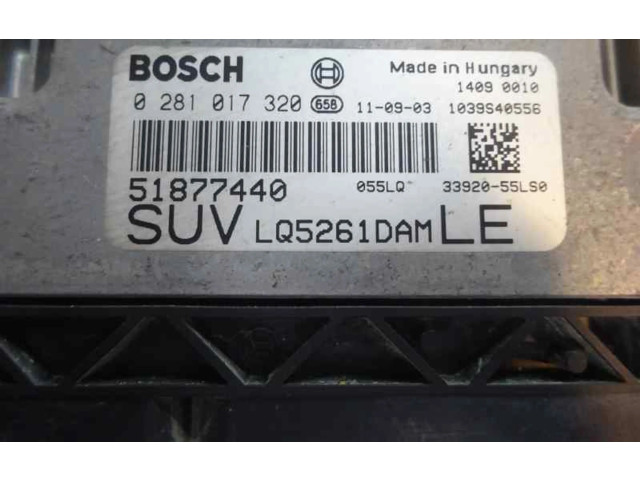 BOSCH Made in Hungary
1409 0010
0 281 017 320 65B 11-09-03 1039S40556
51877440 055LQ 33920-55LS0
SUV LQ5261DAM LE